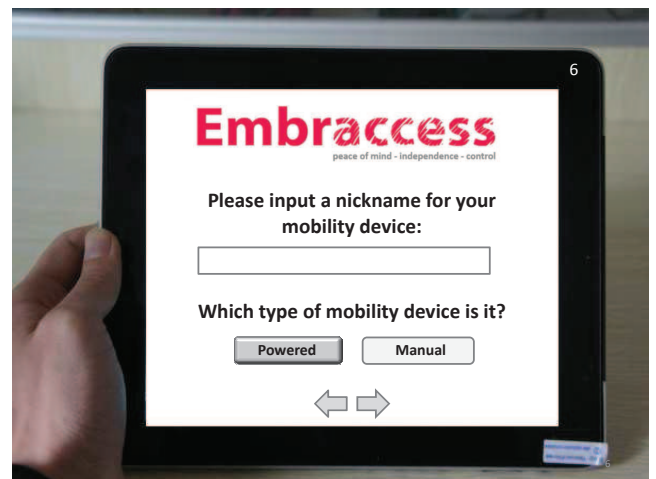 6
Embraccess
peace of mind - independence - control
Please input a nickname for your
mobility device:
Which type of mobility device is it?
Powered Manual
6